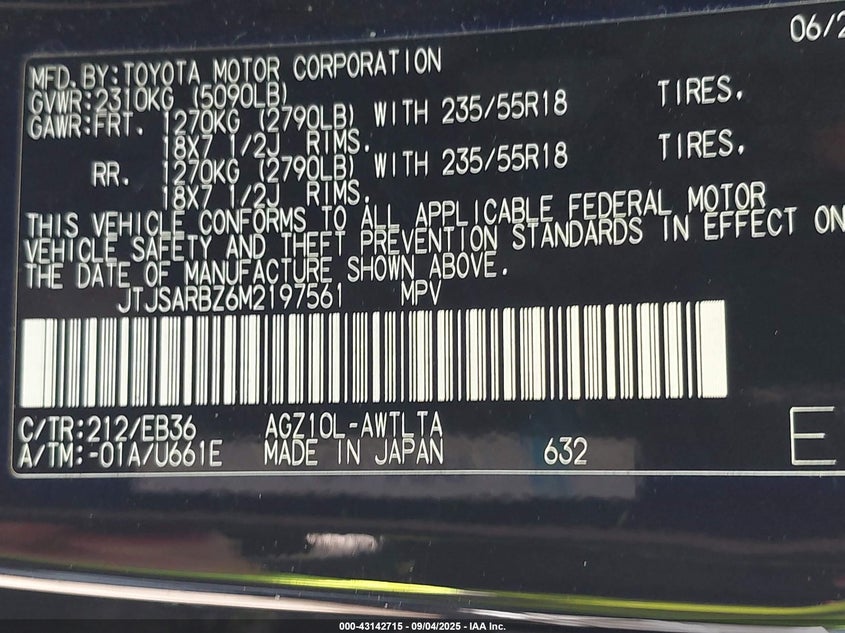 06/2
MFD.BY:TOYOTA MOTOR CORPORATION
GVWR:2310KG (5090LB)
GAWR:FRT. 1270KG (2790LB) WITH 235/55R18 TIRES.
18X7 1/2J RIMS.
RR. 1270KG (2790LB) WITH 235/55R18 TIRES.
18X7 1/2J RIMS.
THIS VEHICLE CONFORMS TO ALL APPLICABLE FEDERAL MOTOR
VEHICLE SAFETY AND THEFT PREVENTION STANDARDS IN EFFECT ON
THE DATE OF MANUFACTURE SHOWN ABOVE.
JTJSARBZ6M2197561 MPV
C/TR:212/EB36 AGZ10L-AWTLTA
A/TM:-01A/U661E MADE IN JAPAN 632
E
000-43142715 - 09/04/2025 - IAA Inc.